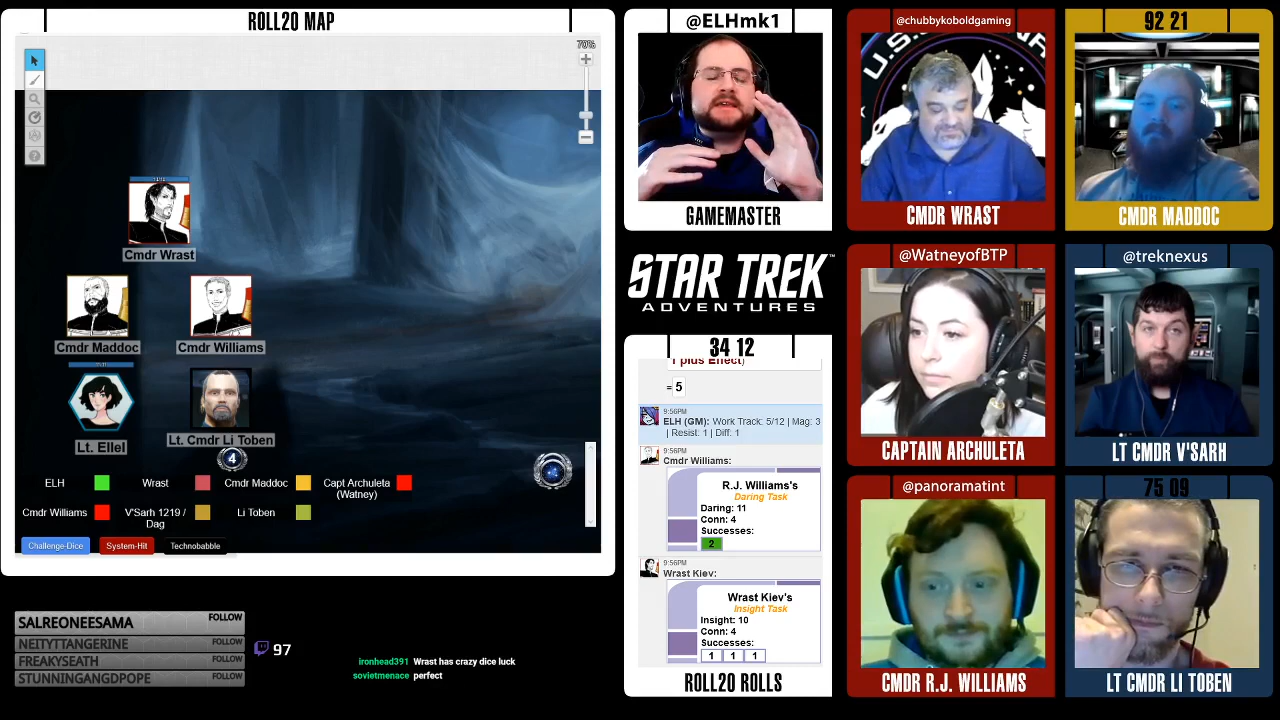 ROLL20 MAP
70%
Cmdr Wrast
Cmdr Maddoc
Cmdr Williams
Lt. Ellel
Lt. Cmdr Li Toben
4
ELH
Wrast
Cmdr Maddoc
Capt Archuleta
(Watney)
Cmdr Williams
V'Sarh 1219 /
Dag
Li Toben
Challenge-Dice
System-Hit
Technobabble
SALREONEESAMA FOLLOW
NEITYTTANGERINE FOLLOW
FREAKYSEATH FOLLOW
STUNNINGANGDPOPE FOLLOW
97
ironhead391 Wrast has crazy dice luck
sovietmenace perfect
@ELHmk1
GAMEMASTER
STAR TREK™
ADVENTURES
34 12
1 plus Effect)
= 5
9:56PM
ELH (GM): Work Track: 5/12 | Mag: 3
| Resist: 1 | Diff: 1
9:56PM
Cmdr Williams:
R.J. Williams's
Daring Task
Daring: 11
Conn: 4
Successes:
2
9:56PM
Wrast Kiev:
Wrast Kiev's
Insight Task
Insight: 10
Conn: 4
Successes:
1 1 1
ROLL20 ROLLS
@chubbykoboldgaming
U.S.S.
CMDR WRAST
92 21
CMDR MADDOC
@WatneyofBTP
CAPTAIN ARCHULETA
@treknexus
LT CMDR V'SARH
@panoramatint
CMDR R.J. WILLIAMS
75 09
LT CMDR LI TOBEN